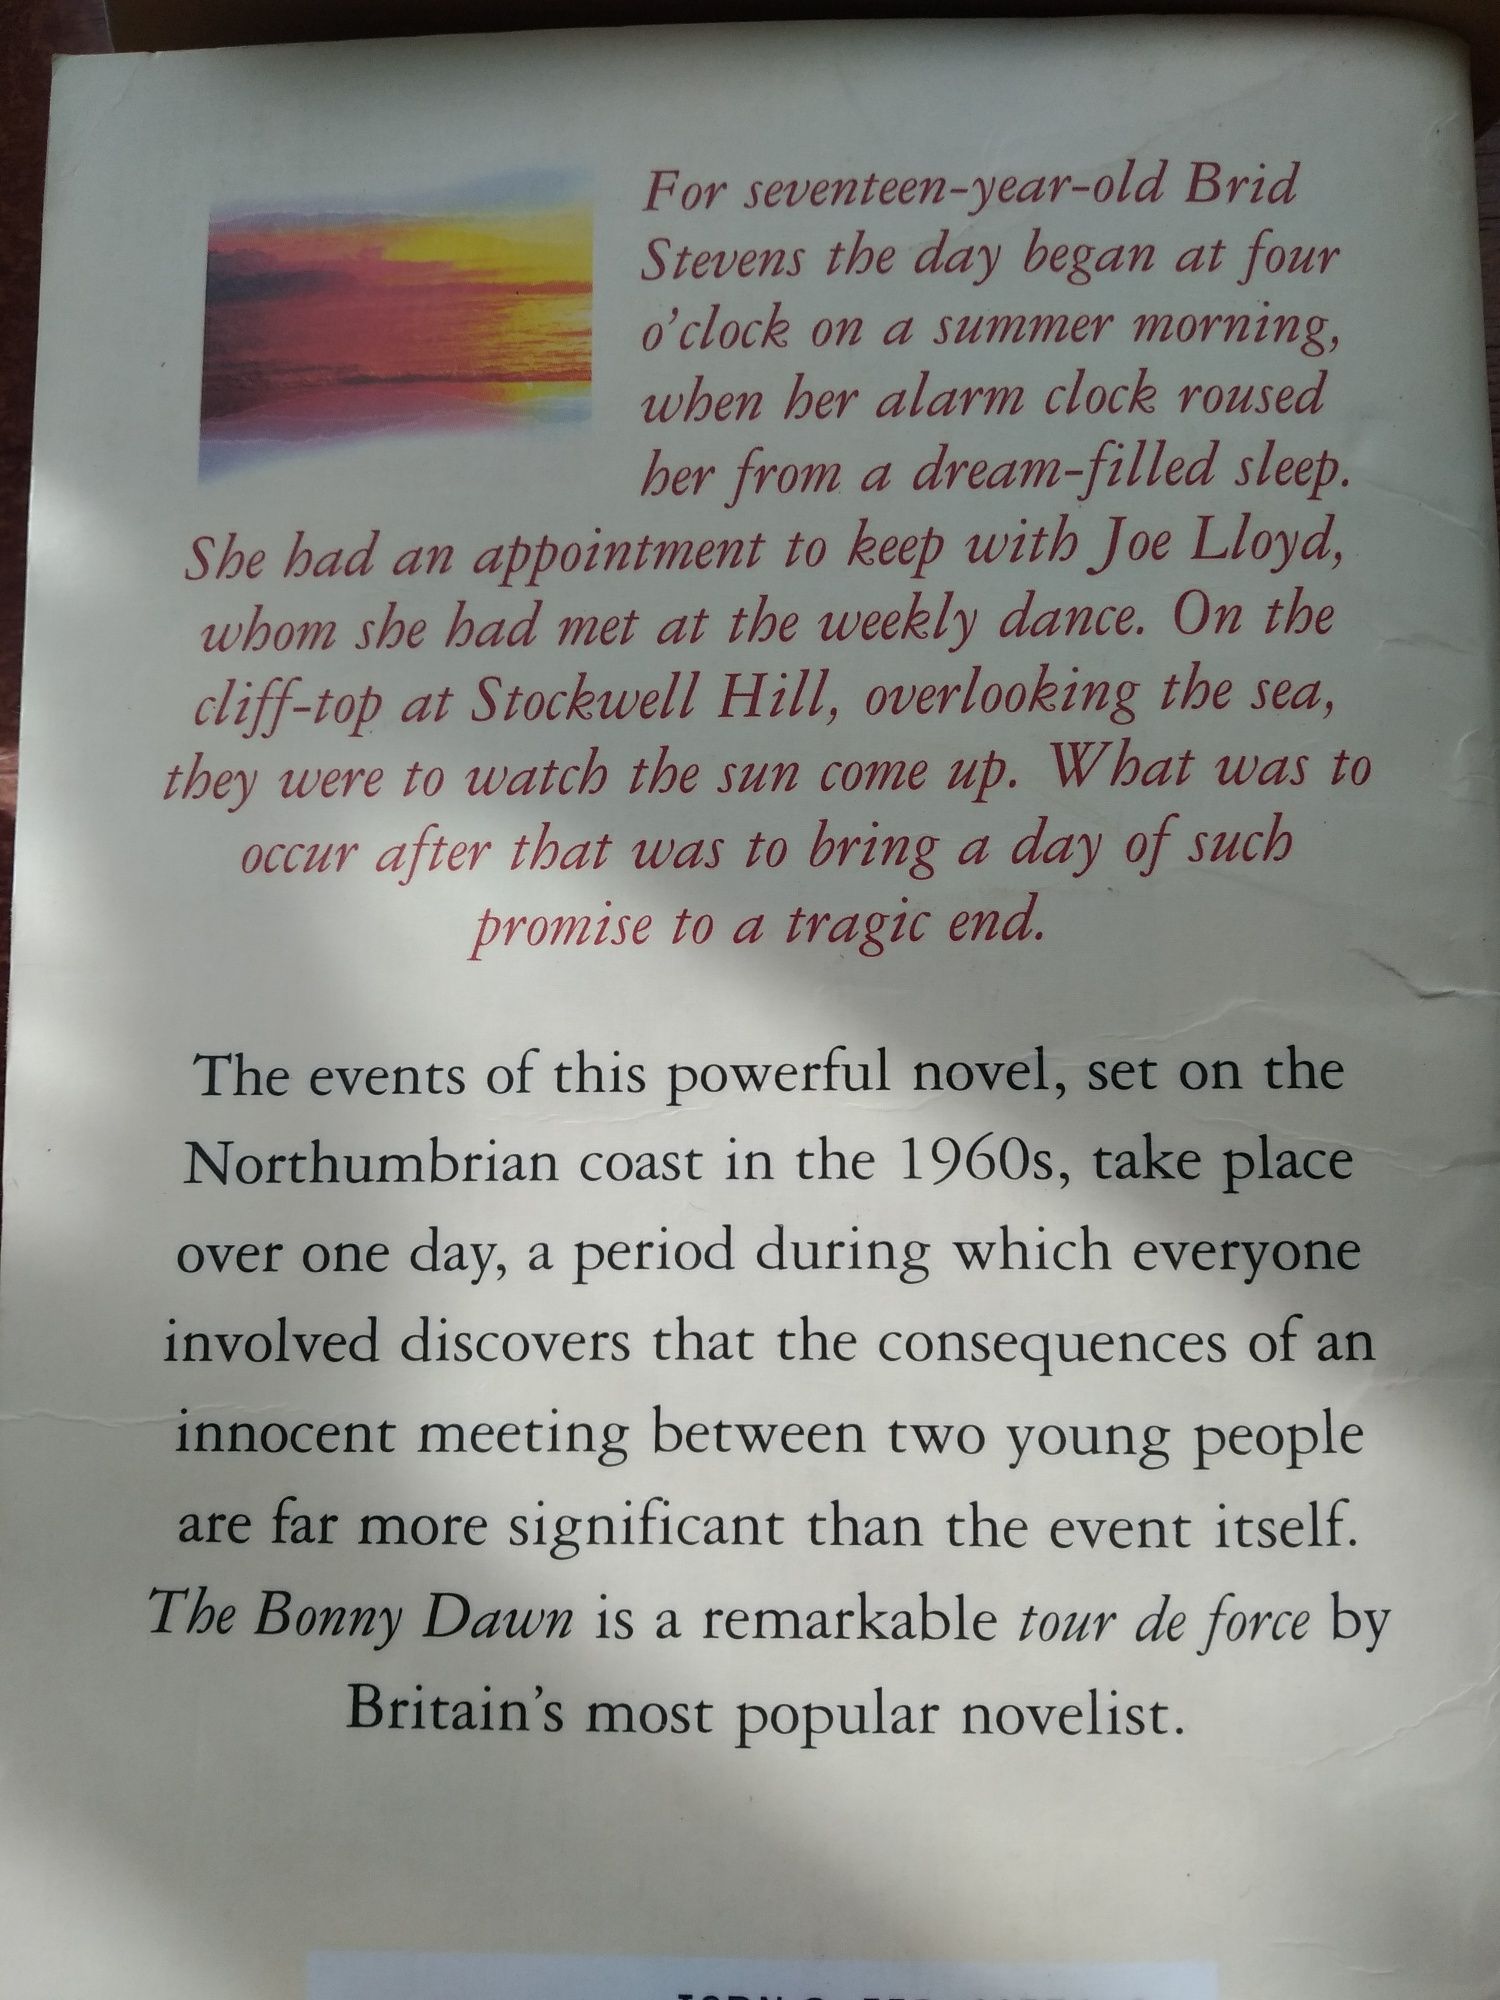 For seventeen-year-old Brid
Stevens the day began at four
o'clock on a summer morning,
when her alarm clock roused
her from a dream-filled sleep.
She had an appointment to keep with Joe Lloyd,
whom she had met at the weekly dance. On the
cliff-top at Stockwell Hill, overlooking the sea,
they were to watch the sun come up. What was to
occur after that was to bring a day of such
promise to a tragic end.
The events of this powerful novel, set on the
Northumbrian coast in the 1960s, take place
over one day, a period during which everyone
involved discovers that the consequences of an
innocent meeting between two young people
are far more significant than the event itself.
The Bonny Dawn is a remarkable tour de force by
Britain's most popular novelist.